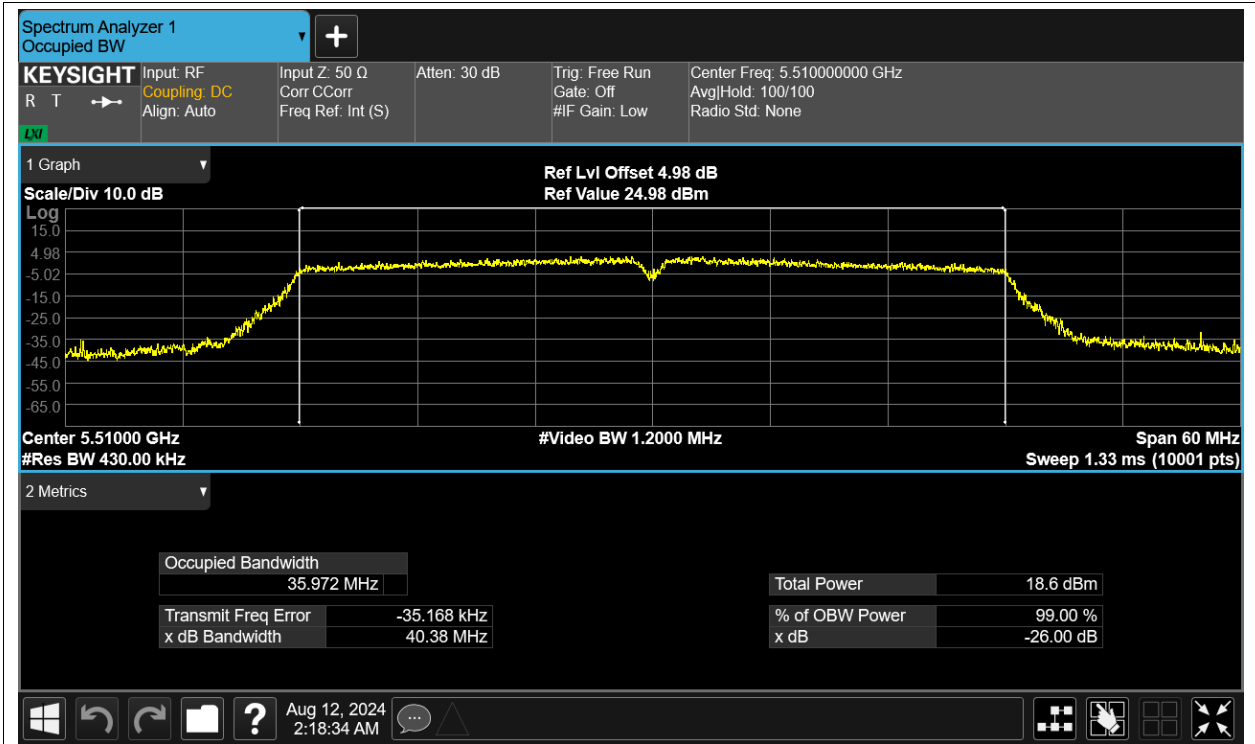 Spectrum Analyzer 1
Occupied BW
KEYSIGHT
R T
LXI
Input: RF
Coupling: DC
Align: Auto
Input Z: 50 Ω
Corr CCorr
Freq Ref: Int (S)
Atten: 30 dB
Trig: Free Run
Gate: Off
#IF Gain: Low
Center Freq: 5.510000000 GHz
Avg|Hold: 100/100
Radio Std: None
1 Graph
Scale/Div 10.0 dB
Ref Lvl Offset 4.98 dB
Ref Value 24.98 dBm
Log
15.0
4.98
-5.02
-15.0
-25.0
-35.0
-45.0
-55.0
-65.0
Center 5.51000 GHz
#Video BW 1.2000 MHz
Span 60 MHz
#Res BW 430.00 kHz
Sweep 1.33 ms (10001 pts)
2 Metrics
Occupied Bandwidth
35.972 MHz
Total Power 18.6 dBm
Transmit Freq Error -35.168 kHz
% of OBW Power 99.00 %
x dB Bandwidth 40.38 MHz
x dB -26.00 dB
?
Aug 12, 2024
2:18:34 AM